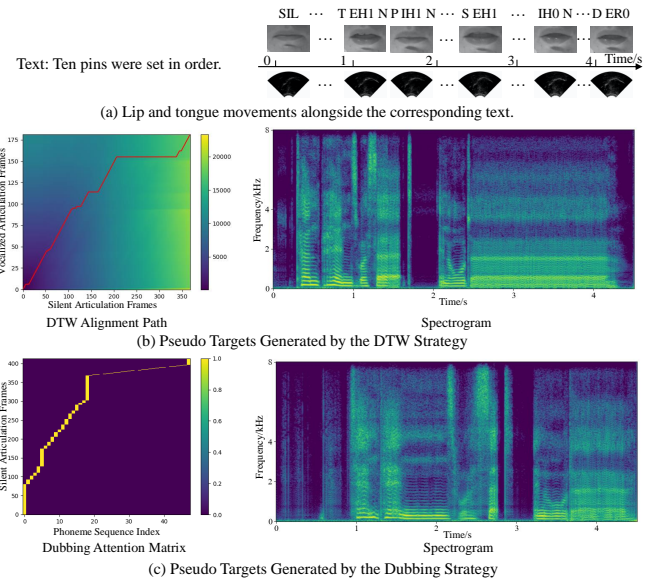 SIL ··· T EH1 N P IH1 N ··· S EH1 ··· IH0 N ··· D ER0
··· ··· ··· ···
Text: Ten pins were set in order.
0 1 2 3 4 Time/s
··· ··· ··· ···
(a) Lip and tongue movements alongside the corresponding text.
Vocalized Articulation Frames
175
150
125
100
75
50
25
0
0 50 100 150 200 250 300 350
Silent Articulation Frames
20000
15000
10000
5000
DTW Alignment Path
Frequency/kHz
8
4
2
0
0 1 2 3 4
Time/s
Spectrogram
(b) Pseudo Targets Generated by the DTW Strategy
Silent Articulation Frames
400
350
300
250
200
150
100
50
0
0 10 20 30 40
Phoneme Sequence Index
1.0
0.8
0.6
0.4
0.2
0.0
Dubbing Attention Matrix
Frequency/kHz
8
4
2
0
0 1 2 3 4
Time/s
Spectrogram
(c) Pseudo Targets Generated by the Dubbing Strategy